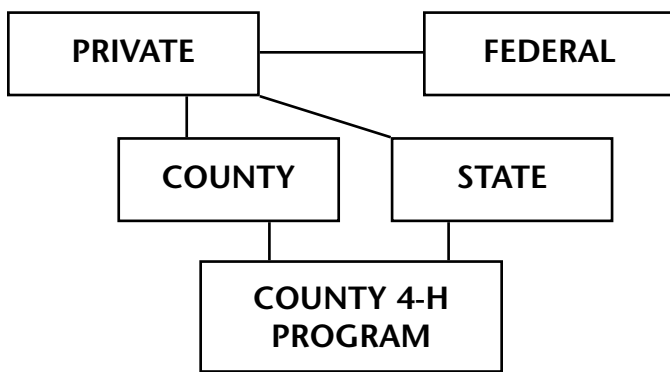 PRIVATE
FEDERAL
COUNTY
STATE
COUNTY 4-H
PROGRAM